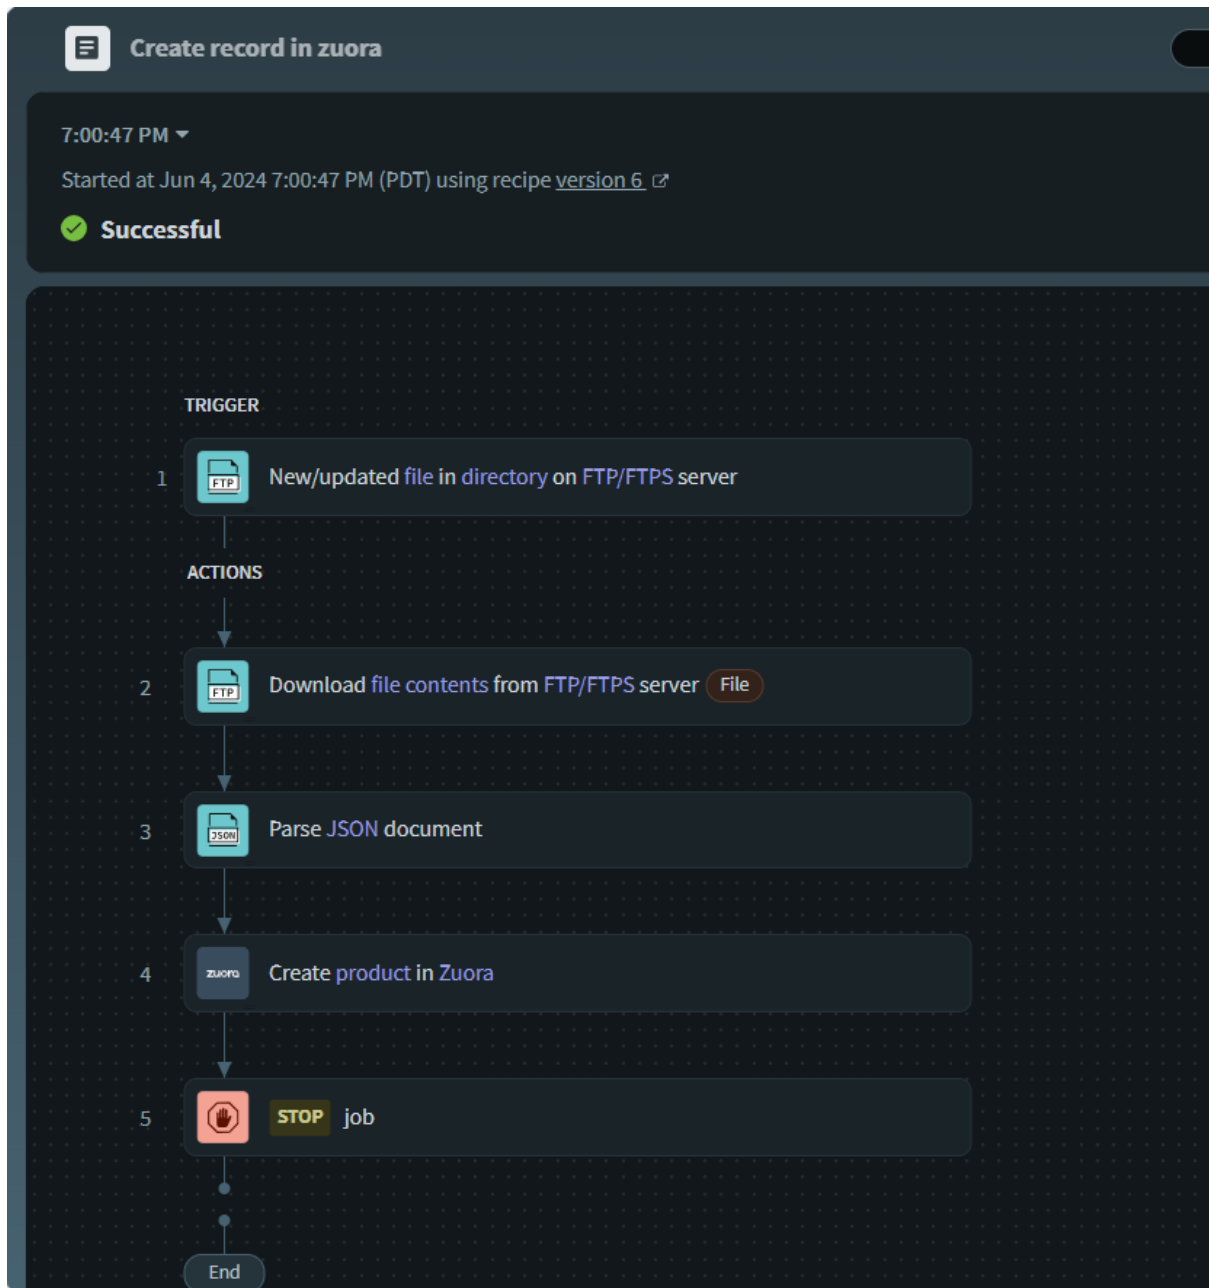 Create record in zuora
7:00:47 PM
Started at Jun 4, 2024 7:00:47 PM (PDT) using recipe version 6
Successful
TRIGGER
1 FTP New/updated file in directory on FTP/FTPS server
ACTIONS
2 FTP Download file contents from FTP/FTPS server File
3 JSON Parse JSON document
4 zuora Create product in Zuora
5 STOP job
End